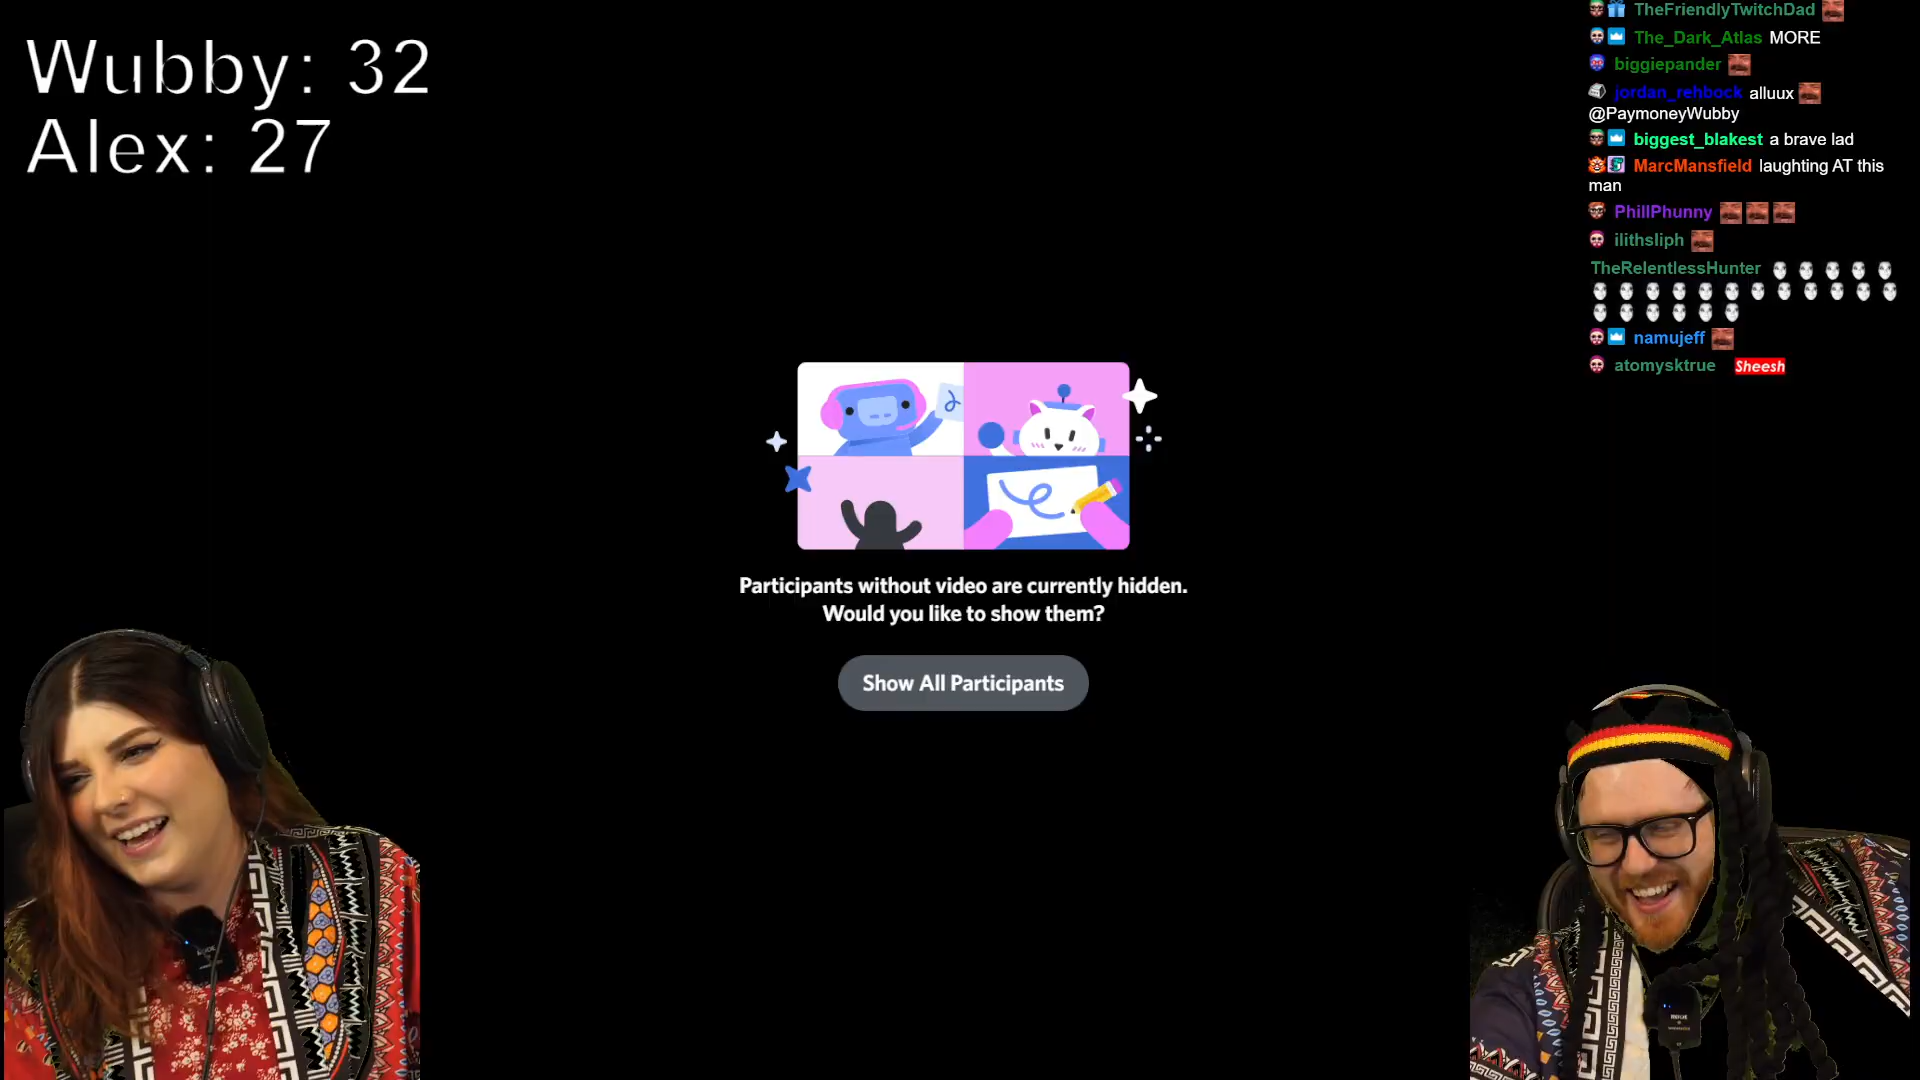 Wubby: 32
Alex: 27
TheFriendlyTwitchDad
The_Dark_Atlas MORE
biggiepander
jordan_rehbock alluux
@PaymoneyWubby
biggest_blakest a brave lad
MarcMansfield laughting AT this
man
PhillPhunny
ilithsliph
TheRelentlessHunter
namujeff
atomysktrue Sheesh
Participants without video are currently hidden.
Would you like to show them?
Show All Participants
RODE